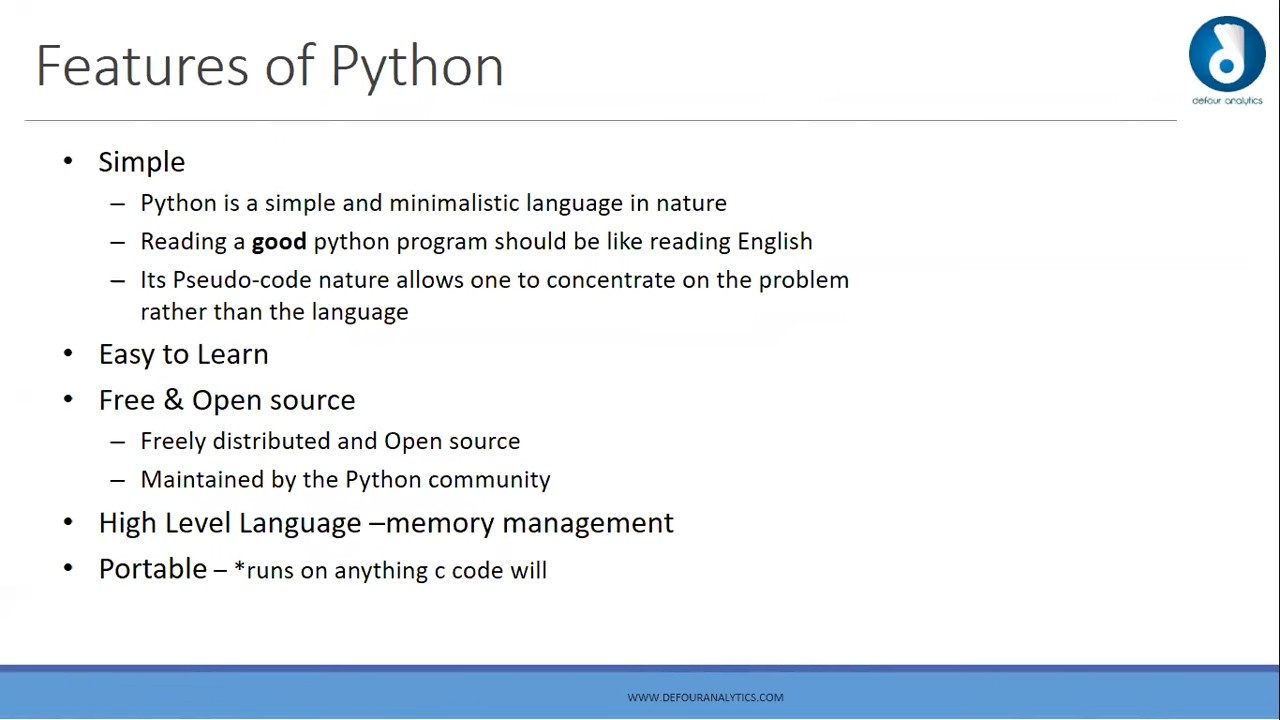 Features of Python
defour analytics
• Simple
– Python is a simple and minimalistic language in nature
– Reading a good python program should be like reading English
– Its Pseudo-code nature allows one to concentrate on the problem
rather than the language
• Easy to Learn
• Free & Open source
– Freely distributed and Open source
– Maintained by the Python community
• High Level Language –memory management
• Portable – *runs on anything c code will
WWW.DEFOURANALYTICS.COM